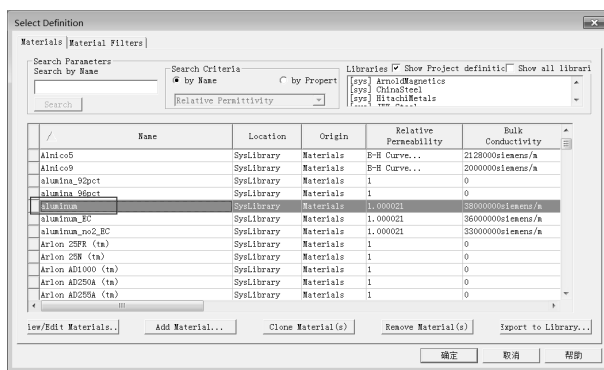 Select Definition
Materials Material Filters
Search Parameters
Search by Name
Search
Search Criteria
by Name by Propert
Relative Permittivity
Libraries Show Project definitic Show all librari
[sys] ArnoldMagnetics
[sys] ChinaSteel
[sys] HitachiMetals
/ Name Location Origin Relative Permeability Bulk Conductivity
Alnico5 SysLibrary Materials B-H Curve... 2128000siemens/m
Alnico9 SysLibrary Materials B-H Curve... 2000000siemens/m
alumina_92pct SysLibrary Materials 1 0
alumina_96pct SysLibrary Materials 1 0
aluminum SysLibrary Materials 1.000021 38000000siemens/m
aluminum_EC SysLibrary Materials 1.000021 36000000siemens/m
aluminum_no2_EC SysLibrary Materials 1.000021 33000000siemens/m
Arlon 25FR (tm) SysLibrary Materials 1 0
Arlon 25N (tm) SysLibrary Materials 1 0
Arlon AD1000 (tm) SysLibrary Materials 1 0
Arlon AD250A (tm) SysLibrary Materials 1 0
Arlon AD255A (tm) SysLibrary Materials 1 0
iew/Edit Materials.. Add Material... Clone Material(s) Remove Material(s) Export to Library...
确定 取消 帮助